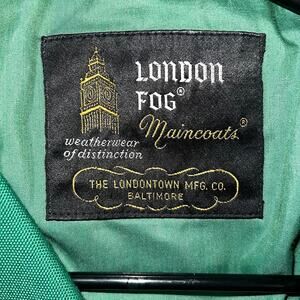 LONDON
FOG®
Maincoats®
weatherwear
of distinction
THE LONDONTOWN MFG. CO.
BALTIMORE